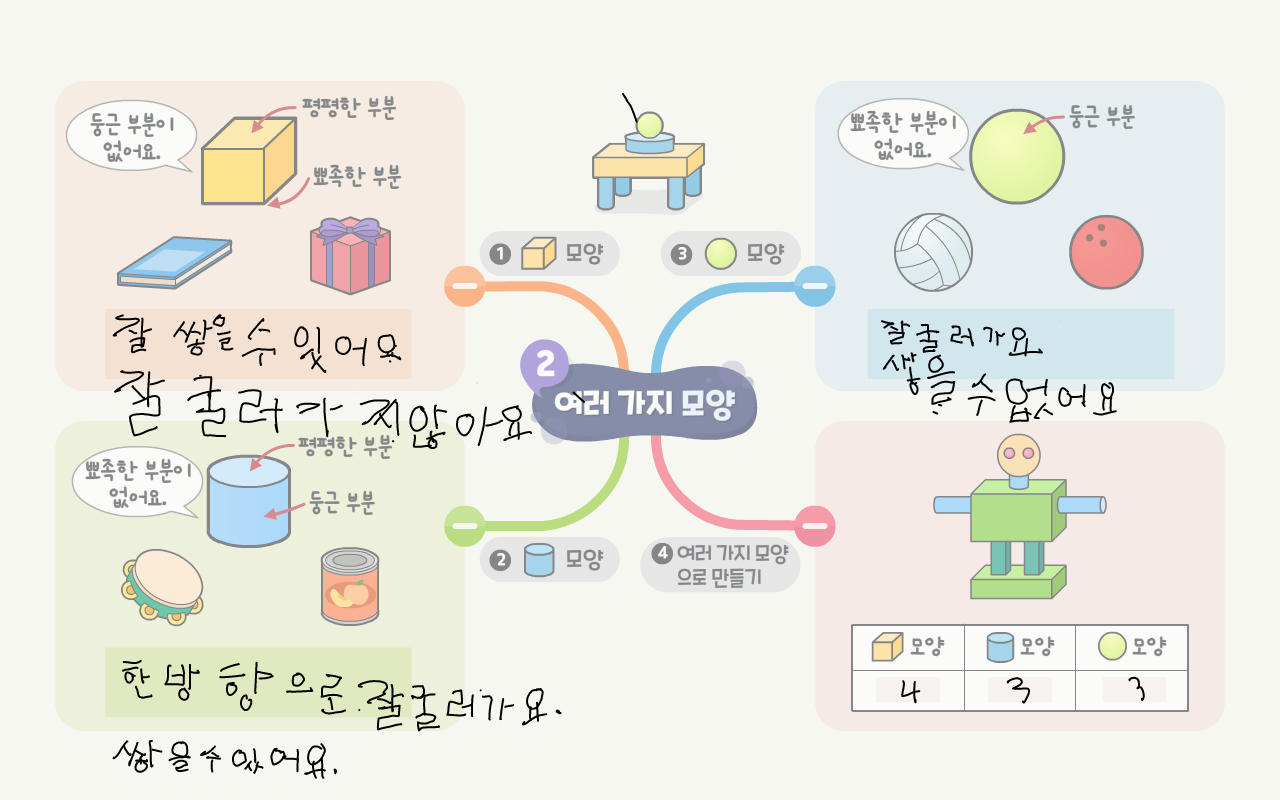 둥근 부분이
없어요.
평평한 부분
뾰족한 부분
1 모양
잘 쌓을 수 있어요
잘 굴러가지않아요
뾰족한 부분이
없어요.
둥근 부분
3 모양
잘굴러가요
쌓을 수 없어요
2
여러 가지 모양
뾰족한 부분이
없어요.
평평한 부분
둥근 부분
2 모양
한 방향으로 잘굴러가요.
쌓을수있어요.
4 여러 가지 모양
으로 만들기
모양 모양 모양
4 3 3